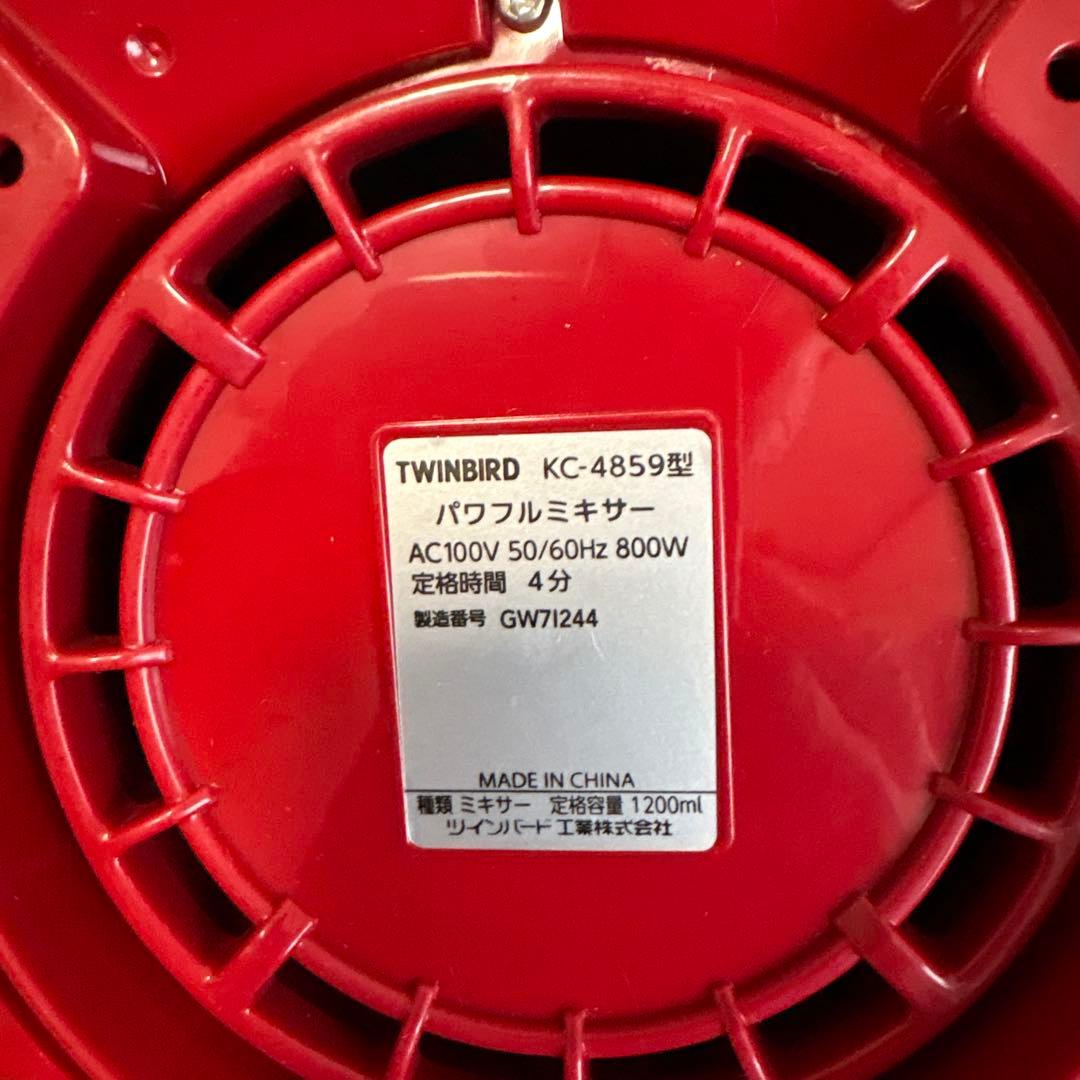 TWINBIRD KC-4859型
パワフルミキサー
AC100V 50/60Hz 800W
定格時間 4分
製造番号 GW7I244
MADE IN CHINA
種類 ミキサー 定格容量 1200ml
ツインバード工業株式会社